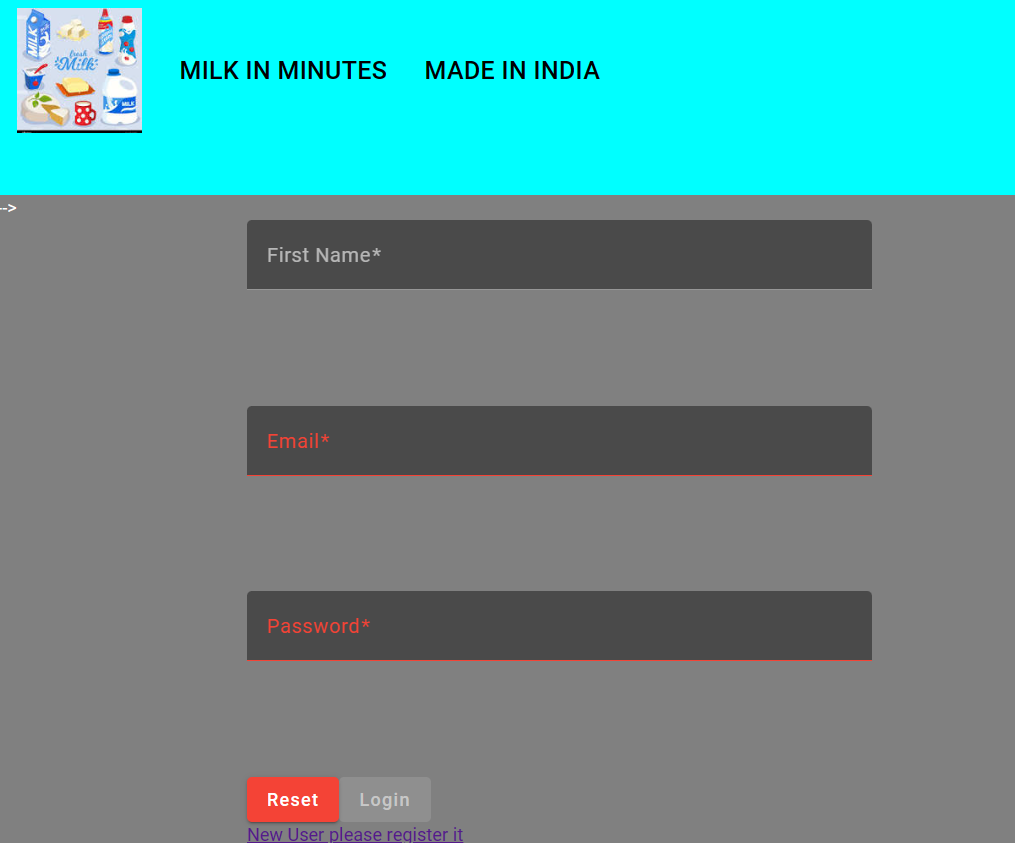 MILK
fresh
Milk
MILK
MILK IN MINUTES MADE IN INDIA
-->
First Name*
Email*
Password*
Reset Login
New User please register it